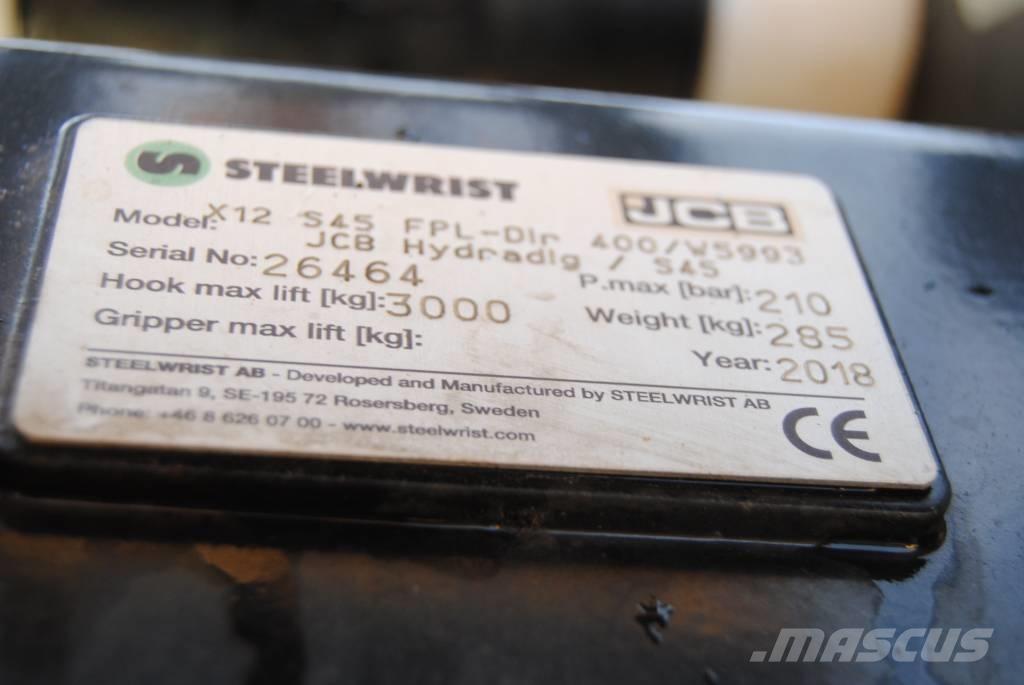 STEELWRIST
JCB
Model: X12 S45 FPL-Dir 400/W5993
JCB Hydradig / S45
Serial No: 26464
P.max [bar]: 210
Hook max lift [kg]: 3000
Weight [kg]: 285
Gripper max lift [kg]:
Year: 2018
STEELWRIST AB - Developed and Manufactured by STEELWRIST AB
Titangatan 9, SE-195 72 Rosersberg, Sweden
Phone: +46 8 626 07 00 - www.steelwrist.com
CE
MASCUS